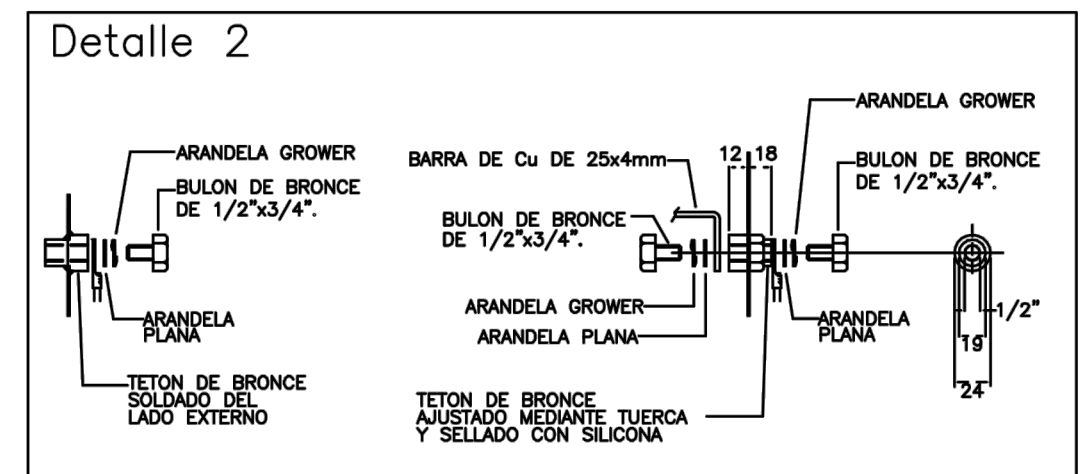 Detalle 2
ARANDELA GROWER
BULON DE BRONCE
DE 1/2"x3/4".
ARANDELA
PLANA
TETON DE BRONCE
SOLDADO DEL
LADO EXTERNO
BARRA DE Cu DE 25x4mm
12 18
BULON DE BRONCE
DE 1/2"x3/4".
ARANDELA GROWER
ARANDELA PLANA
TETON DE BRONCE
AJUSTADO MEDIANTE TUERCA
Y SELLADO CON SILICONA
ARANDELA GROWER
BULON DE BRONCE
DE 1/2"x3/4".
ARANDELA
PLANA
1/2"
19
24